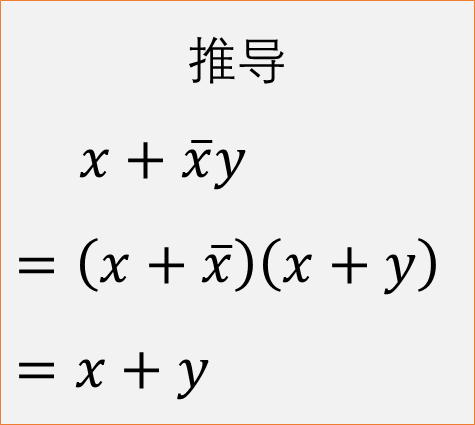 推导
x + x̄y
= (x + x̄)(x + y)
= x + y